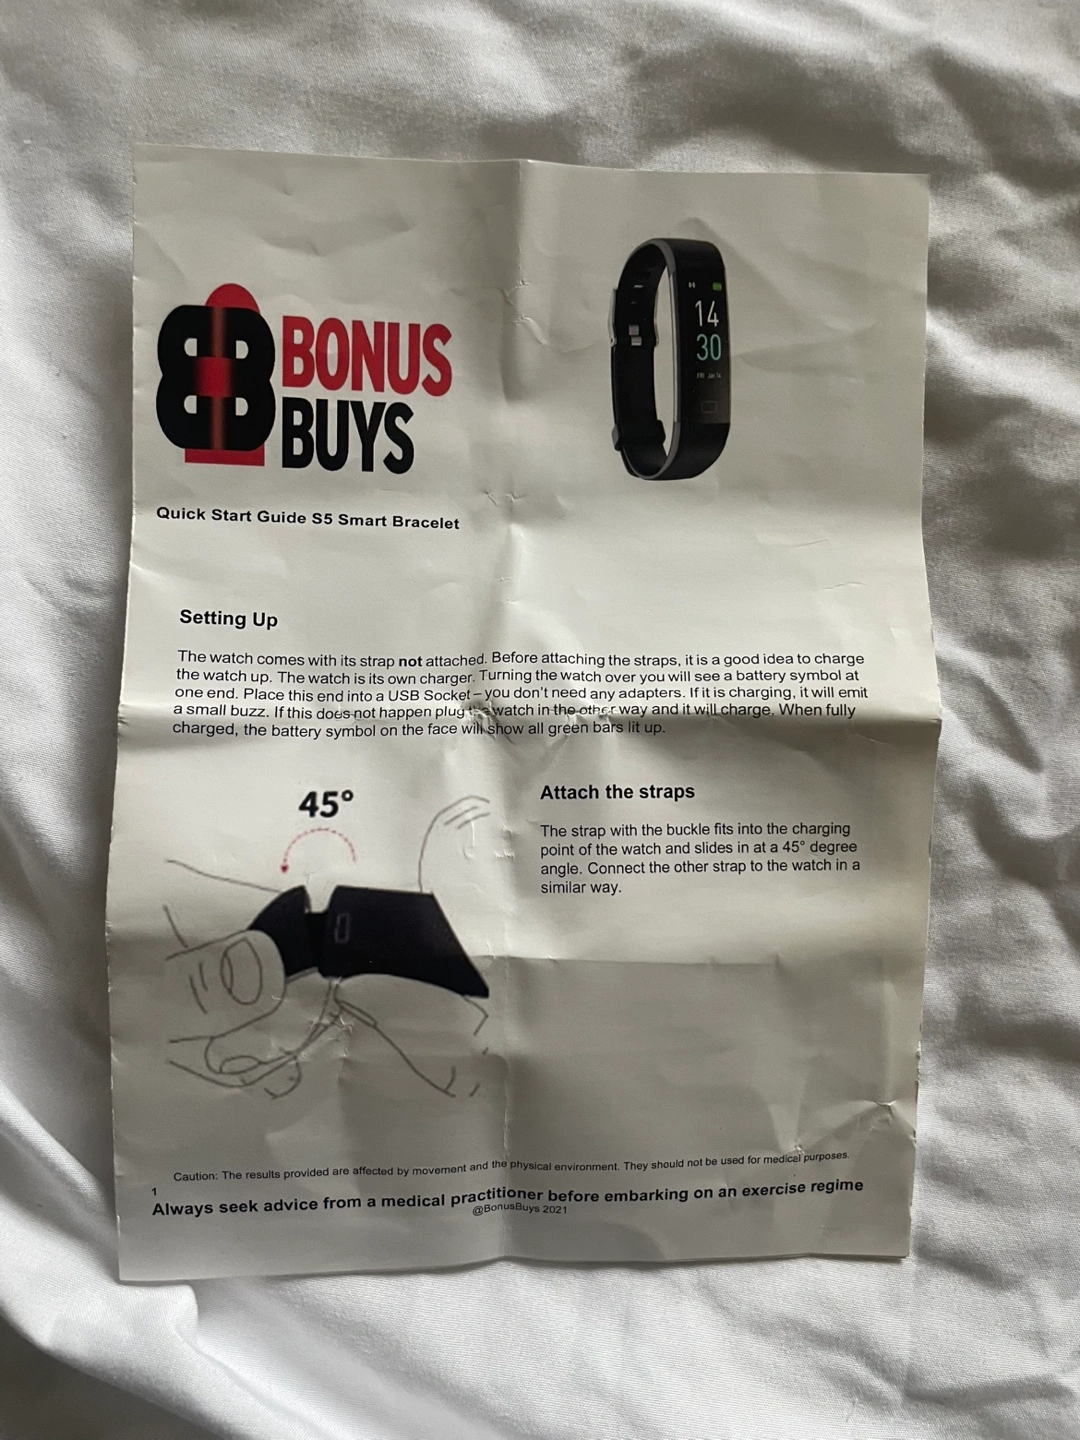 BONUS
BUYS
14
30
Quick Start Guide S5 Smart Bracelet
Setting Up
The watch comes with its strap not attached. Before attaching the straps, it is a good idea to charge
the watch up. The watch is its own charger. Turning the watch over you will see a battery symbol at
one end. Place this end into a USB Socket – you don't need any adapters. If it is charging, it will emit
a small buzz. If this does not happen plug the watch in the other way and it will charge. When fully
charged, the battery symbol on the face will show all green bars lit up.
45°
Attach the straps
The strap with the buckle fits into the charging
point of the watch and slides in at a 45° degree
angle. Connect the other strap to the watch in a
similar way.
Caution: The results provided are affected by movement and the physical environment. They should not be used for medical purposes.
1
Always seek advice from a medical practitioner before embarking on an exercise regime
@BonusBuys 2021